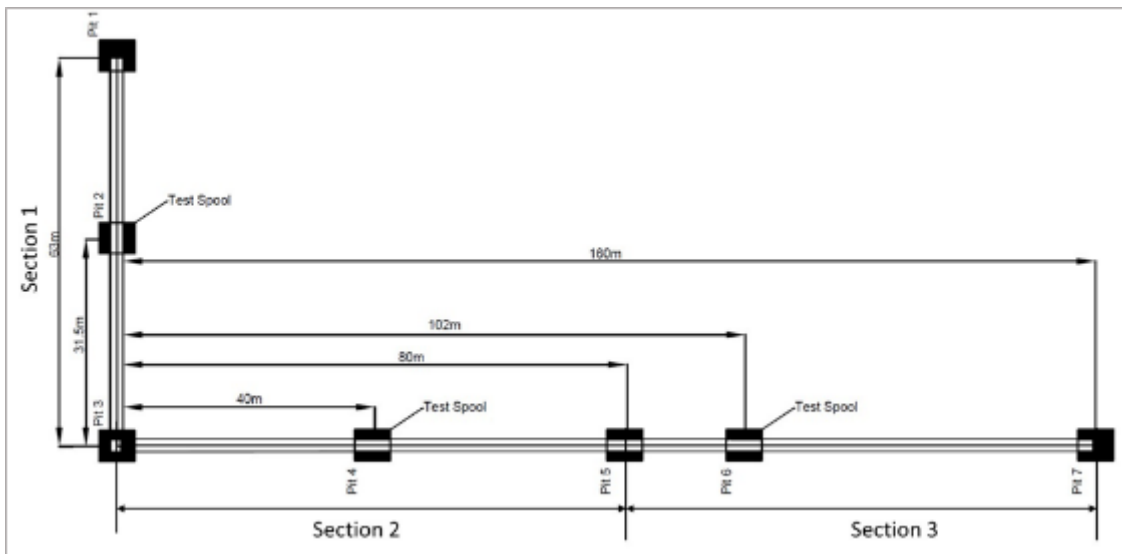 Pit 1
Pit 2
Test Spool
Section 1
63m
160m
31.5m
102m
80m
40m
Pit 3
Test Spool
Test Spool
Pit 4
Pit 5
Pit 6
Pit 7
Section 2
Section 3